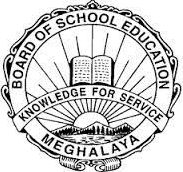 BOARD OF SCHOOL EDUCATION
KNOWLEDGE FOR SERVICE
MEGHALAYA